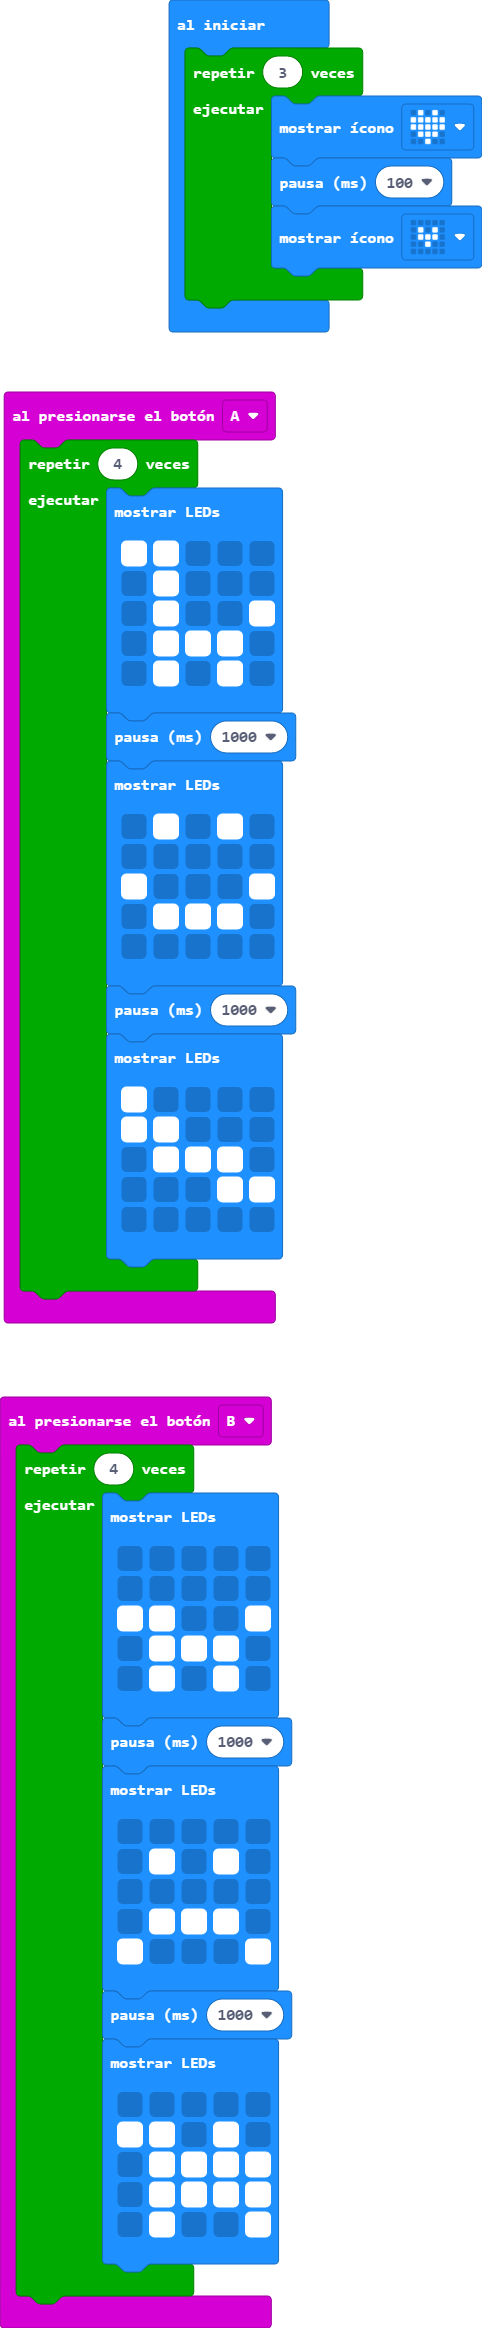 al iniciar
repetir 3 veces
ejecutar
mostrar ícono
pausa (ms) 100
mostrar ícono
al presionarse el botón A
repetir 4 veces
ejecutar
mostrar LEDs
pausa (ms) 1000
mostrar LEDs
pausa (ms) 1000
mostrar LEDs
al presionarse el botón B
repetir 4 veces
ejecutar
mostrar LEDs
pausa (ms) 1000
mostrar LEDs
pausa (ms) 1000
mostrar LEDs